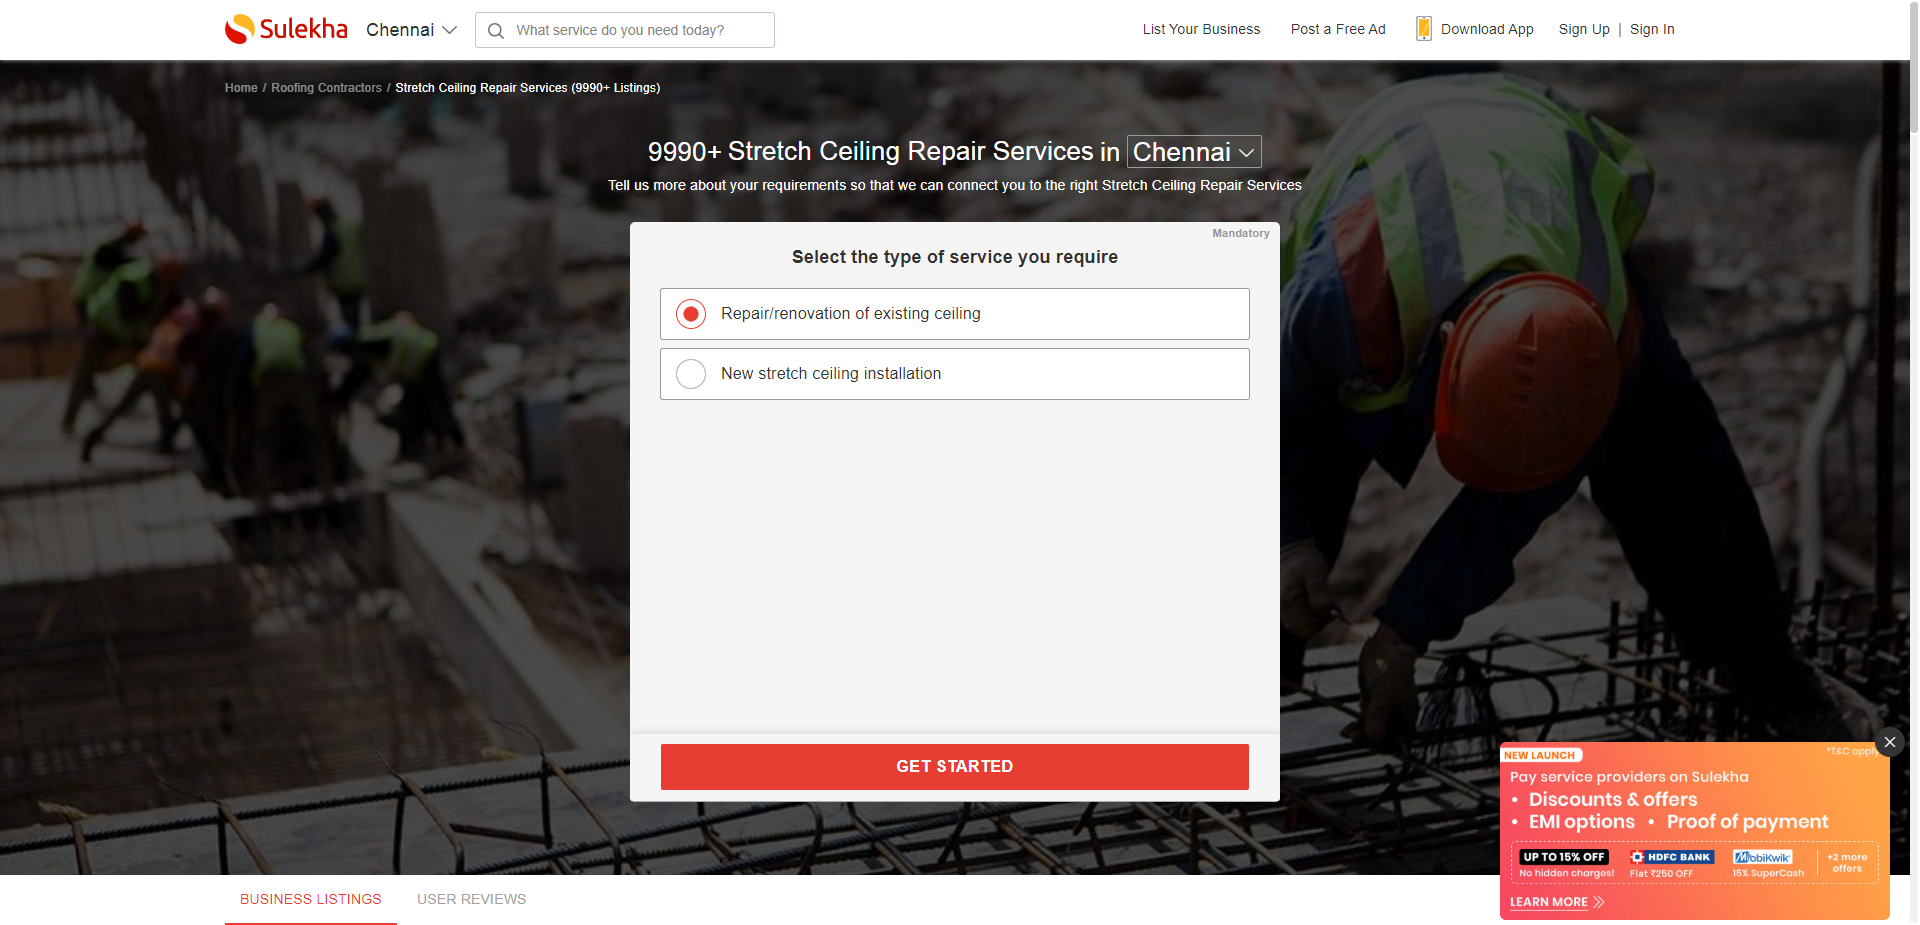 Sulekha
Chennai
What service do you need today?
List Your Business
Post a Free Ad
Download App
Sign Up | Sign In
Home / Roofing Contractors / Stretch Ceiling Repair Services (9990+ Listings)
9990+ Stretch Ceiling Repair Services in Chennai
Tell us more about your requirements so that we can connect you to the right Stretch Ceiling Repair Services
Mandatory
Select the type of service you require
Repair/renovation of existing ceiling
New stretch ceiling installation
GET STARTED
NEW LAUNCH
*T&C apply
Pay service providers on Sulekha
• Discounts & offers
• EMI options • Proof of payment
UP TO 15% OFF
No hidden charges!
HDFC BANK
Flat ₹250 OFF
MobiKwik
15% SuperCash
+2 more
offers
LEARN MORE
BUSINESS LISTINGS
USER REVIEWS